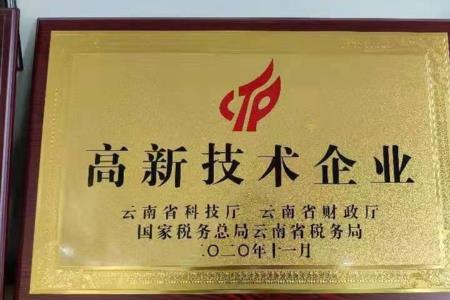 高新技术企业
云南省科技厅 云南省财政厅
国家税务总局云南省税务局
二〇二〇年十一月